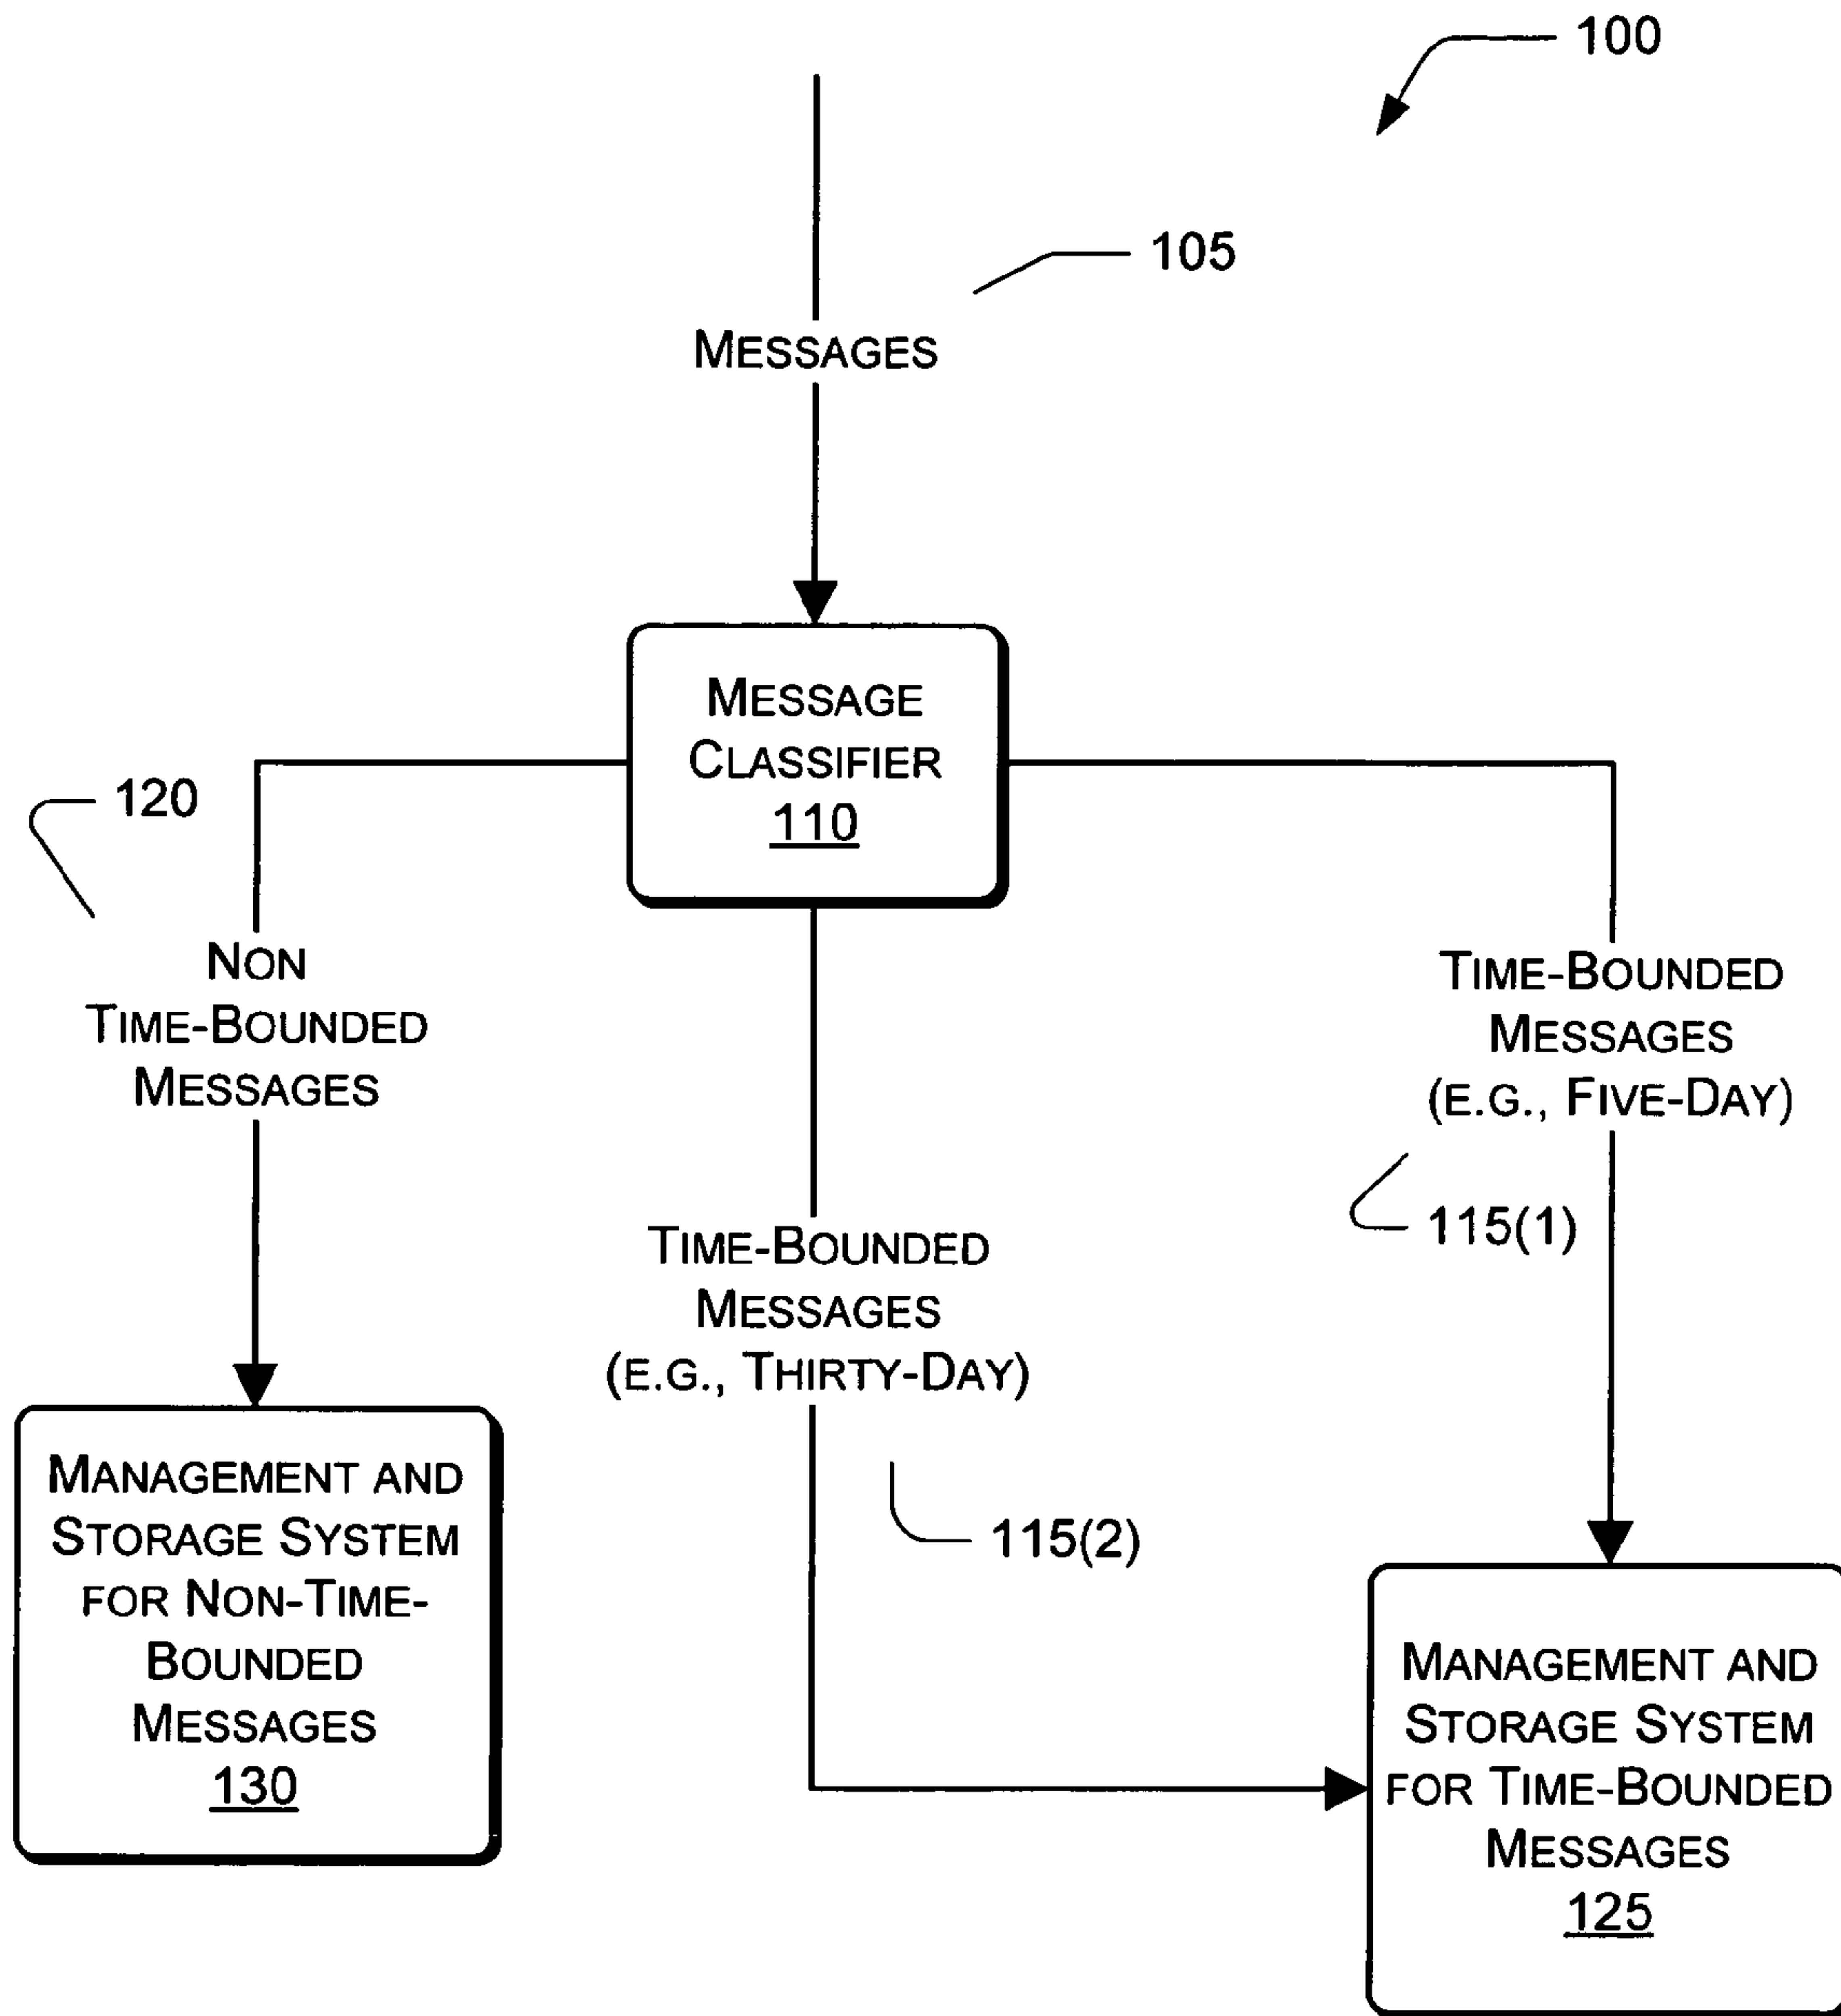 100
105
MESSAGES
MESSAGE
CLASSIFIER
110
120
NON
TIME-BOUNDED
MESSAGES
TIME-BOUNDED
MESSAGES
(E.G., FIVE-DAY)
115(1)
TIME-BOUNDED
MESSAGES
(E.G., THIRTY-DAY)
115(2)
MANAGEMENT AND
STORAGE SYSTEM
FOR NON-TIME-
BOUNDED
MESSAGES
130
MANAGEMENT AND
STORAGE SYSTEM
FOR TIME-BOUNDED
MESSAGES
125